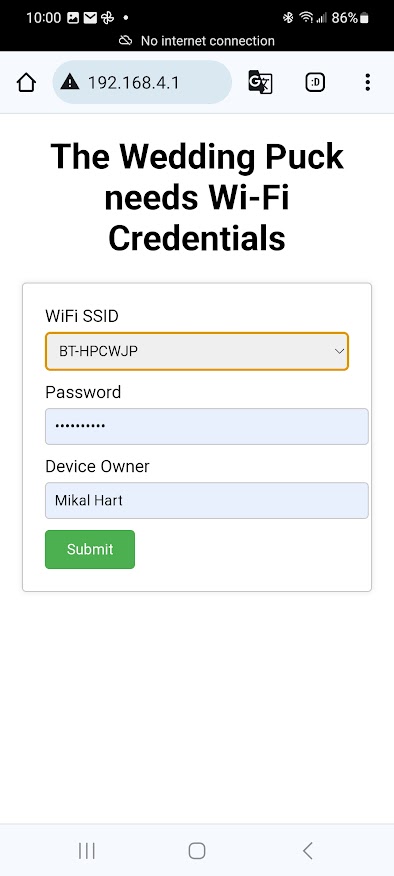 10:00 86%
No internet connection
192.168.4.1 :D
The Wedding Puck
needs Wi-Fi
Credentials
WiFi SSID
BT-HPCWJP
Password
••••••••••
Device Owner
Mikal Hart
Submit